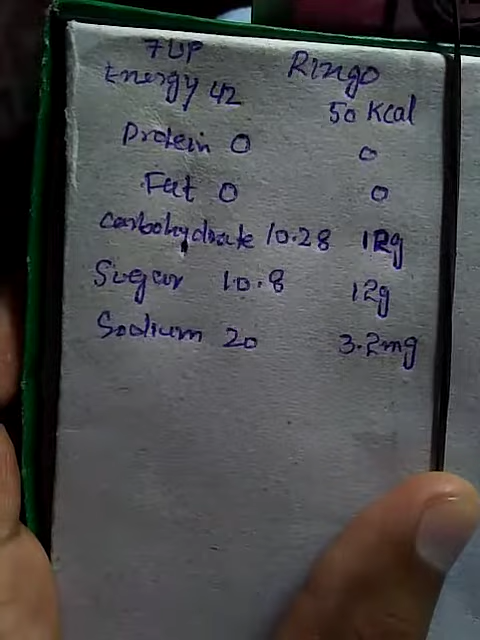 7UP Ringo
Energy 42 50 Kcal
Protein 0 0
Fat 0 0
Carbohydrate 10.28 12g
Sugar 10.8 12g
Sodium 20 3.2mg